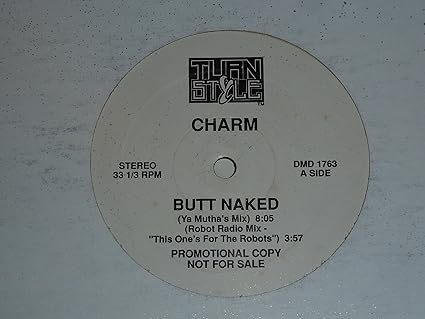 TURN
STYLE
CHARM
STEREO
33 1/3 RPM
DMD 1763
A SIDE
BUTT NAKED
(Ya Mutha's Mix) 8:05
(Robot Radio Mix -
"This One's For The Robots") 3:57
PROMOTIONAL COPY
NOT FOR SALE